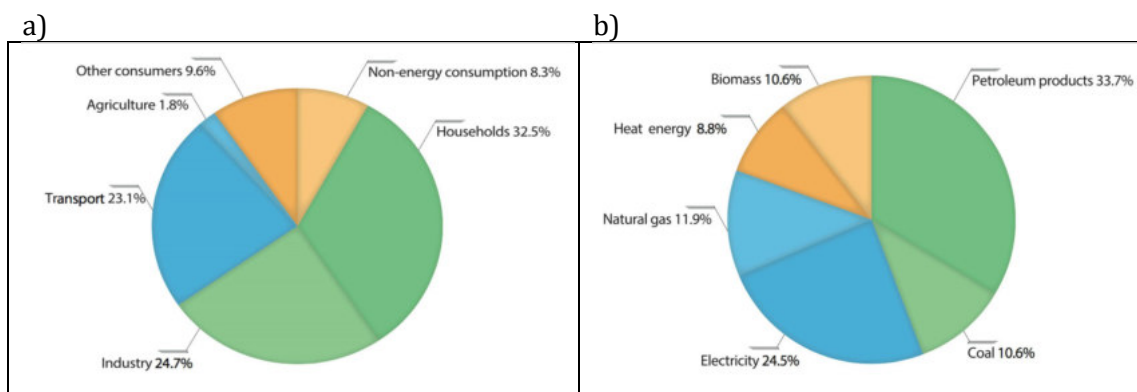 a)
Other consumers 9.6%
Non-energy consumption 8.3%
Agriculture 1.8%
Households 32.5%
Transport 23.1%
Industry 24.7%
b)
Biomass 10.6%
Petroleum products 33.7%
Heat energy 8.8%
Natural gas 11.9%
Electricity 24.5%
Coal 10.6%